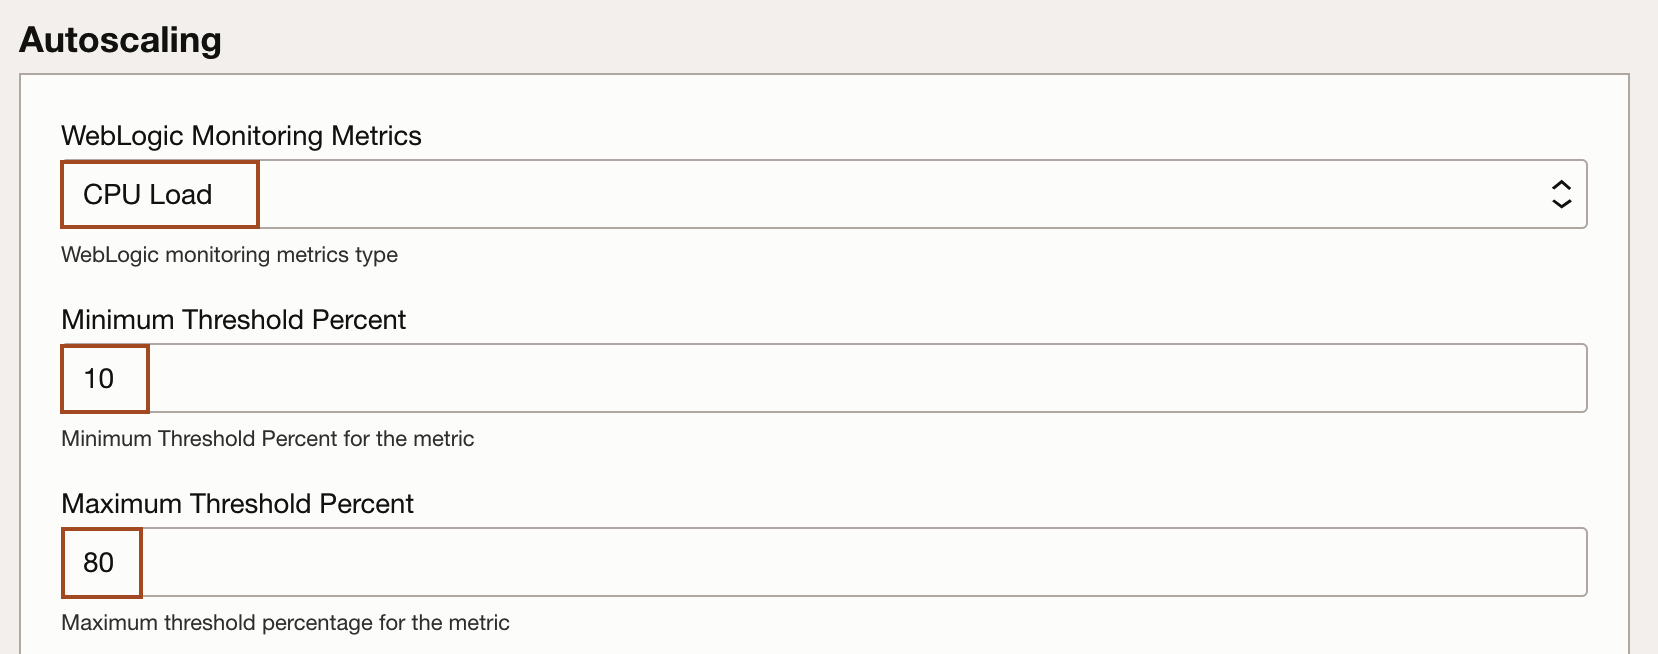 Autoscaling
WebLogic Monitoring Metrics
CPU Load
WebLogic monitoring metrics type
Minimum Threshold Percent
10
Minimum Threshold Percent for the metric
Maximum Threshold Percent
80
Maximum threshold percentage for the metric